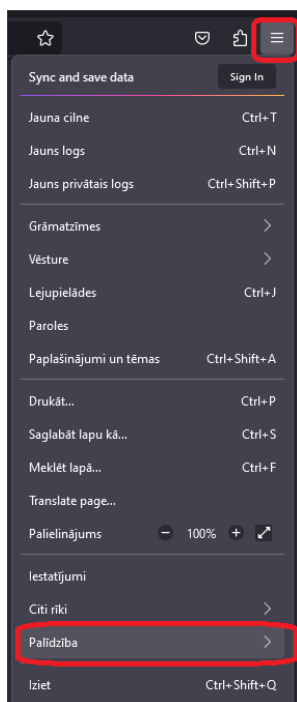 Sync and save data Sign In
Jauna cilne Ctrl+T
Jauns logs Ctrl+N
Jauns privātais logs Ctrl+Shift+P
Grāmatzīmes
Vēsture
Lejupielādes Ctrl+J
Paroles
Paplašinājumi un tēmas Ctrl+Shift+A
Drukāt... Ctrl+P
Saglabāt lapu kā... Ctrl+S
Meklēt lapā... Ctrl+F
Translate page...
Palielinājums − 100% +
Iestatījumi
Citi rīki
Palīdzība
Iziet Ctrl+Shift+Q